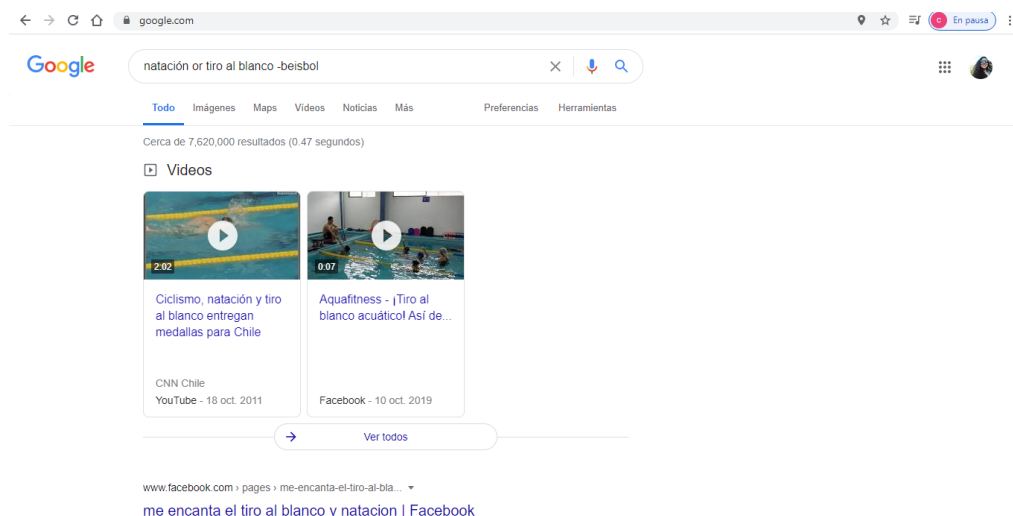 google.com
En pausa
Google
natación or tiro al blanco -beisbol
Todo Imágenes Maps Vídeos Noticias Más Preferencias Herramientas
Cerca de 7,620,000 resultados (0.47 segundos)
Videos
2:02
0:07
Ciclismo, natación y tiro
al blanco entregan
medallas para Chile
CNN Chile
YouTube - 18 oct. 2011
Aquafitness - ¡Tiro al
blanco acuático! Así de...
Facebook - 10 oct. 2019
Ver todos
www.facebook.com › pages › me-encanta-el-tiro-al-bla...
me encanta el tiro al blanco y natacion | Facebook